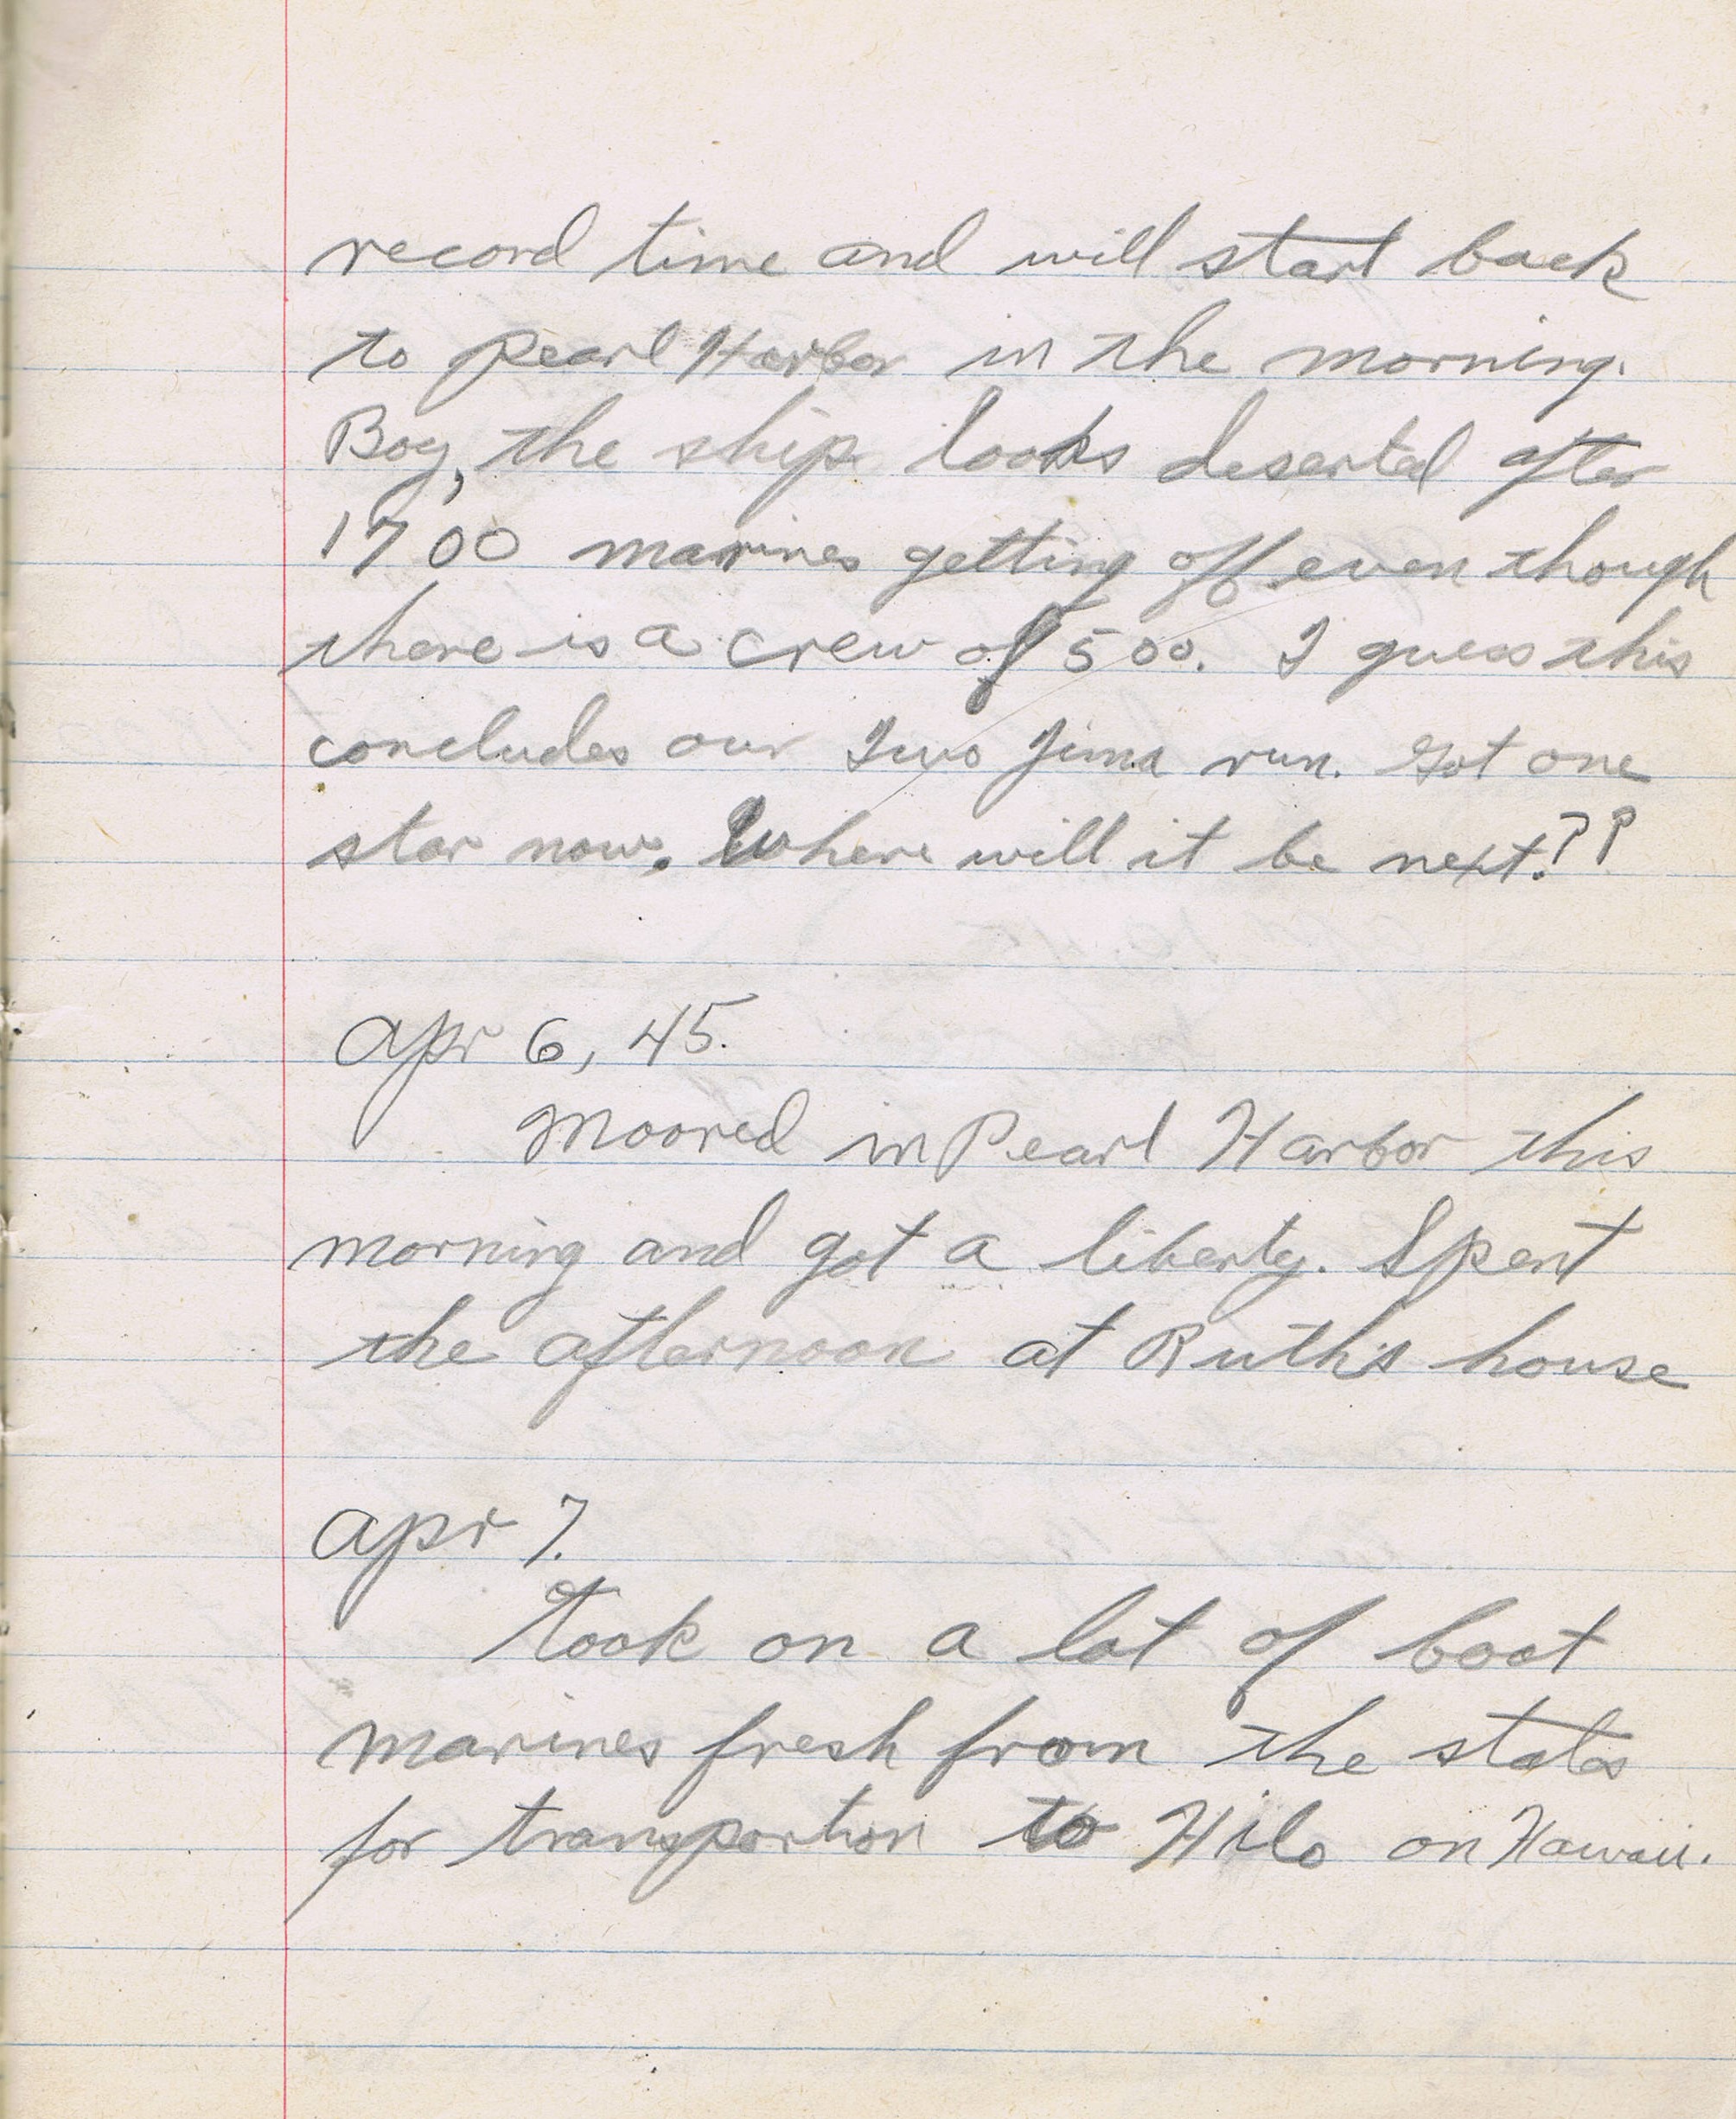 record time and will start back
to Pearl Harbor in the morning.
Boy, the ship looks deserted after
1700 marines getting off even though
there is a crew of 500. I guess this
concludes our Iwo Jima run. Got one
star now. Where will it be next???
Apr 6, 45.
Moored in Pearl Harbor this
morning and got a liberty. Spent
the afternoon at Ruth's house
Apr 7.
Took on a lot of boot
marines fresh from the states
for transportion to Hilo on Hawaii.